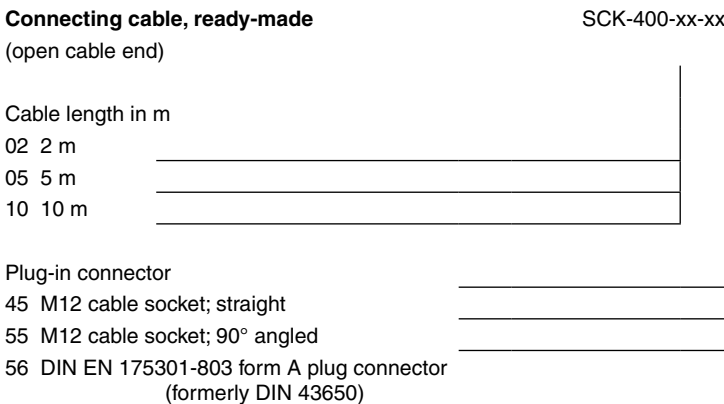 Connecting cable, ready-made SCK-400-xx-xx
(open cable end)
Cable length in m
02 2 m
05 5 m
10 10 m
Plug-in connector
45 M12 cable socket; straight
55 M12 cable socket; 90° angled
56 DIN EN 175301-803 form A plug connector
(formerly DIN 43650)